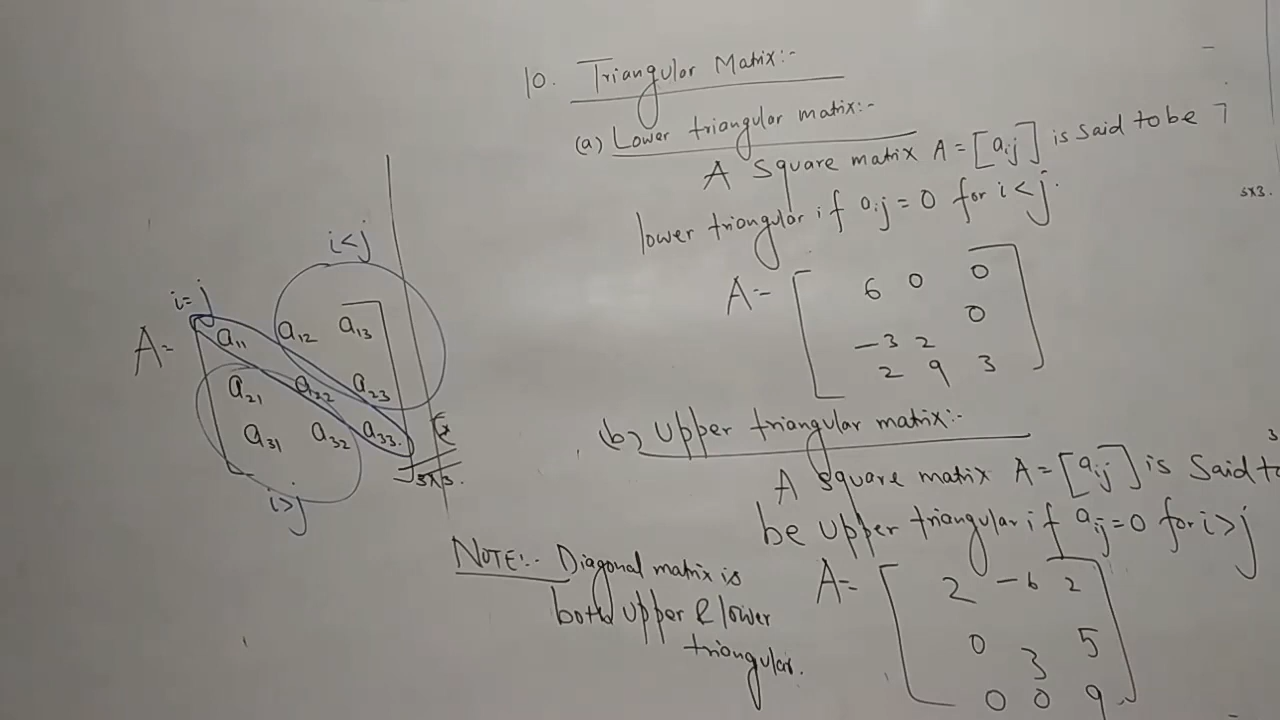 10. Triangular Matrix:-
(a) Lower triangular matrix:-
A square matrix A = [aij] is said to be
lower triangular if aij = 0 for i < j.
A = [ 6 0 0
0
-3 2
2 9 3 ]
i < j
i = j
A = [ a11 a12 a13
a21 a22 a23
a31 a32 a33. ]
3x3.
i > j
5x3.
(b) Upper triangular matrix:-
3
A square matrix A = [aij] is said to
be upper triangular if aij = 0 for i > j
A = [ 2 -6 2
0 3 5
0 0 9 ]
NOTE:- Diagonal matrix is
both upper & lower
triangular.